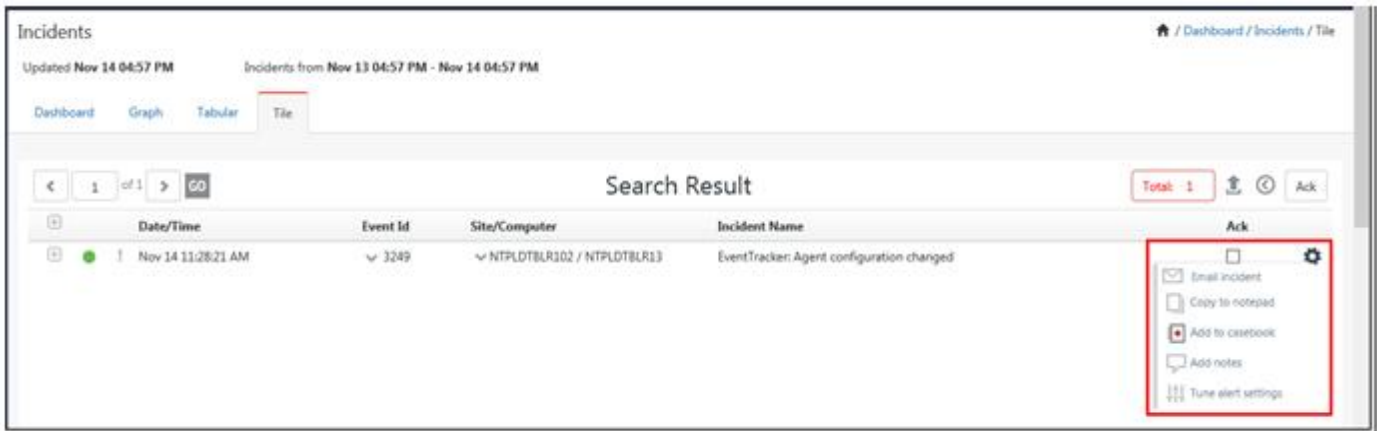 Incidents
/ Dashboard / Incidents / Tile
Updated Nov 14 04:57 PM Incidents from Nov 13 04:57 PM - Nov 14 04:57 PM
Dashboard Graph Tabular Tile
< 1 of 1 > GO Search Result Total: 1 Ack
Date/Time Event Id Site/Computer Incident Name Ack
! Nov 14 11:28:21 AM 3249 NTPLDTBLR102 / NTPLDTBLR13 EventTracker: Agent configuration changed
Email incident
Copy to notepad
Add to casebook
Add notes
Tune alert settings